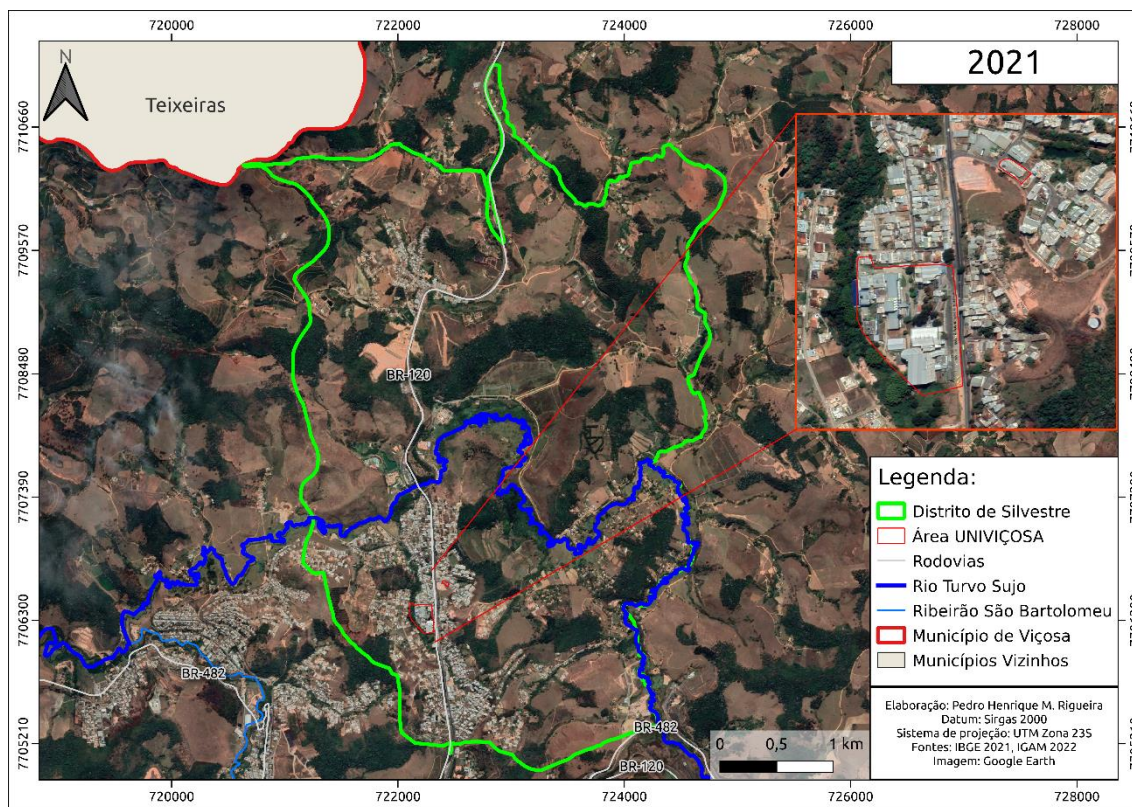 720000 722000 724000 726000 728000
2021
N
Teixeiras
7710660
7709570
7708480
7707390
7706300
7705210
BR-120
BR-482
BR-482
BR-120
0 0,5 1 km
Legenda:
Distrito de Silvestre
Área UNIVIÇOSA
Rodovias
Rio Turvo Sujo
Ribeirão São Bartolomeu
Município de Viçosa
Municípios Vizinhos
Elaboração: Pedro Henrique M. Rigueira
Datum: Sirgas 2000
Sistema de projeção: UTM Zona 23S
Fontes: IBGE 2021, IGAM 2022
Imagem: Google Earth
720000 722000 724000 726000 728000